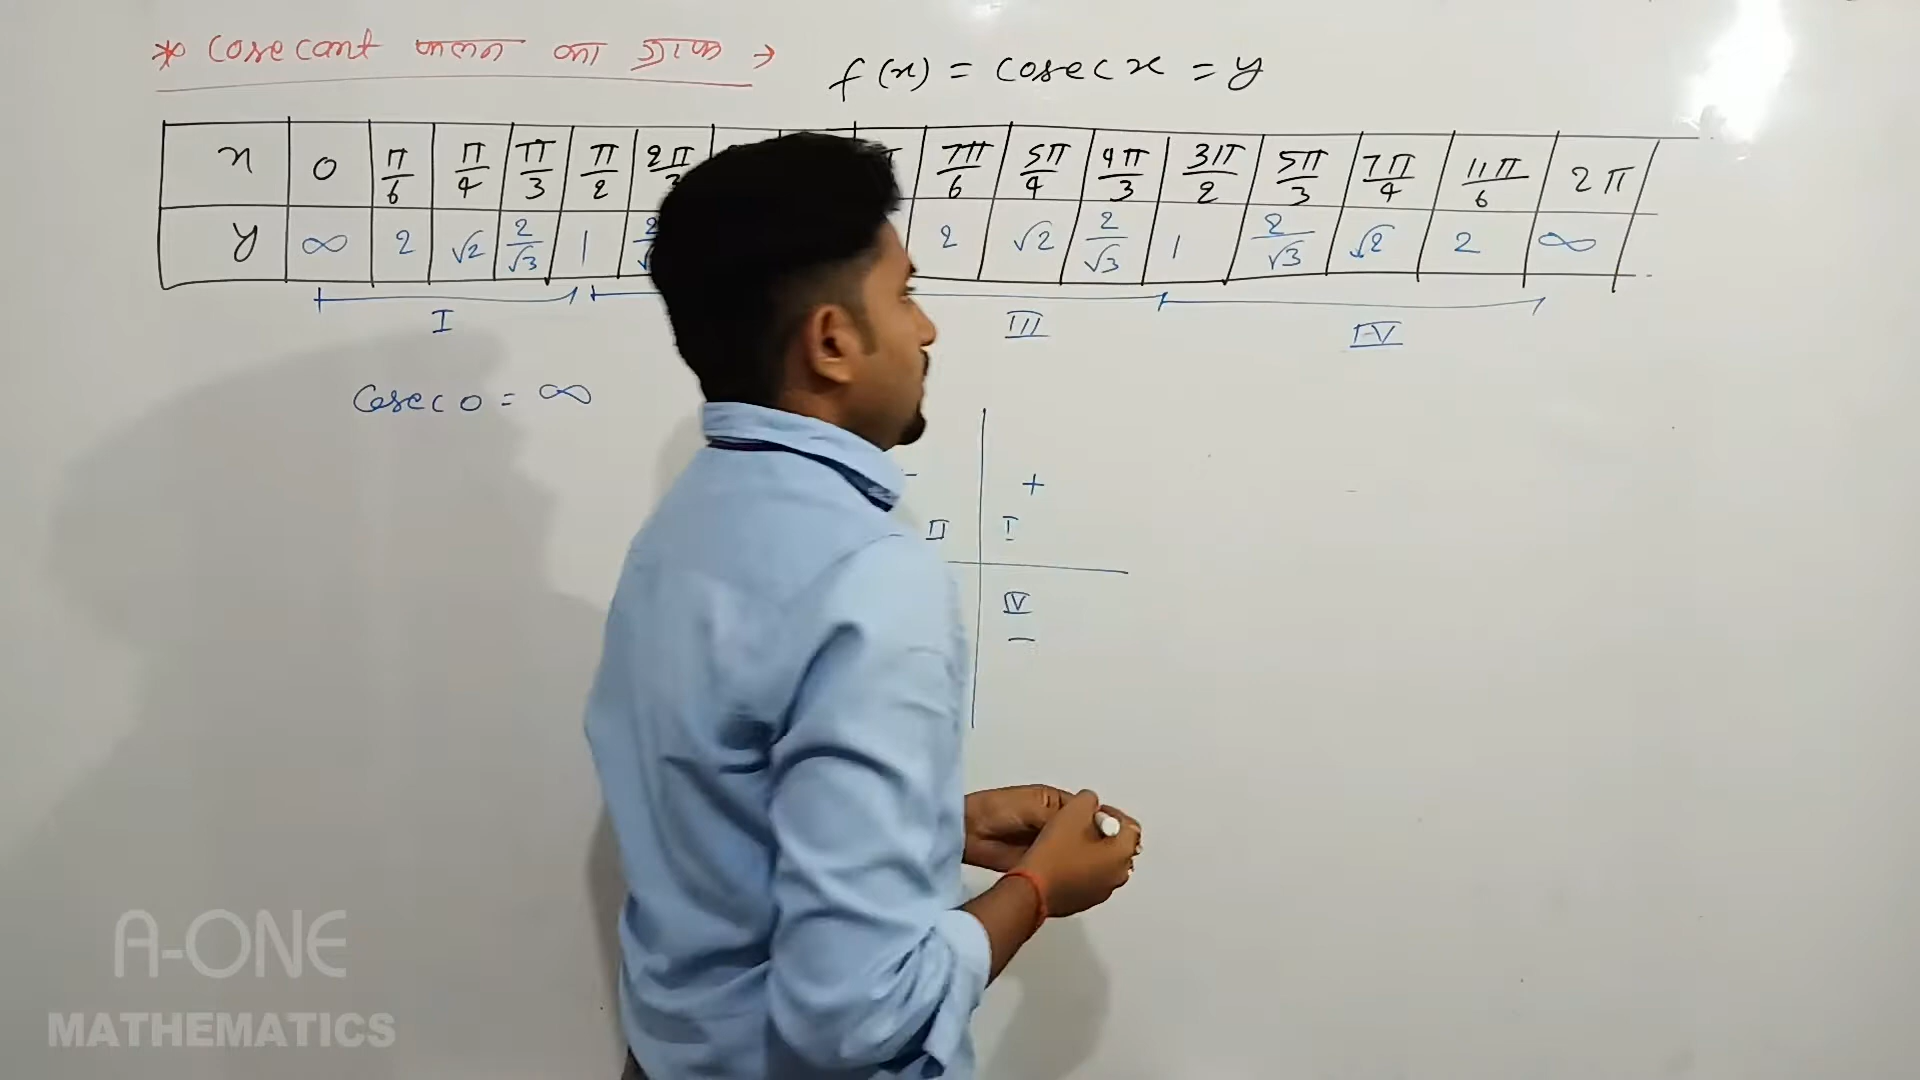 * Cosecant फलन का ग्राफ →
f(x) = cosec x = y
x 0 π/6 π/4 π/3 π/2 2π/3 7π/6 5π/4 4π/3 3π/2 5π/3 7π/4 11π/6 2π
y ∞ 2 √2 2/√3 1 2 √2 2/√3 1 2/√3 √2 2 ∞
I III IV
Cosec 0 = ∞
- +
II I
IV
-
A-ONE
MATHEMATICS